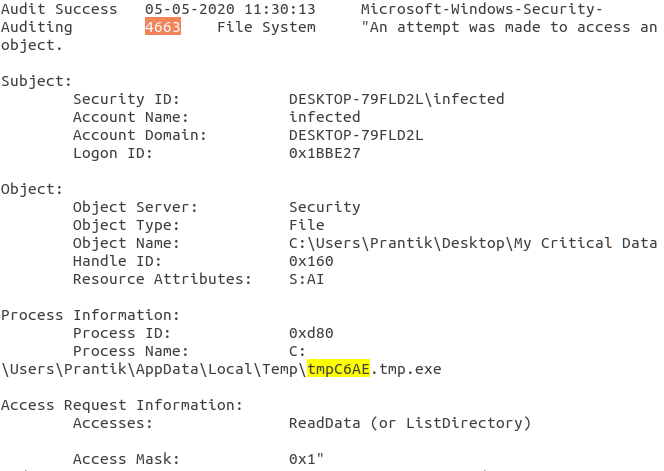 Audit Success   05-05-2020 11:30:13     Microsoft-Windows-Security-
Auditing        4663    File System     "An attempt was made to access an
object.
Subject:
        Security ID:            DESKTOP-79FLD2L\infected
        Account Name:           infected
        Account Domain:         DESKTOP-79FLD2L
        Logon ID:               0x1BBE27
Object:
        Object Server:          Security
        Object Type:            File
        Object Name:            C:\Users\Prantik\Desktop\My Critical Data
        Handle ID:              0x160
        Resource Attributes:    S:AI
Process Information:
        Process ID:             0xd80
        Process Name:           C:
\Users\Prantik\AppData\Local\Temp\tmpC6AE.tmp.exe
Access Request Information:
        Accesses:               ReadData (or ListDirectory)
        Access Mask:            0x1"